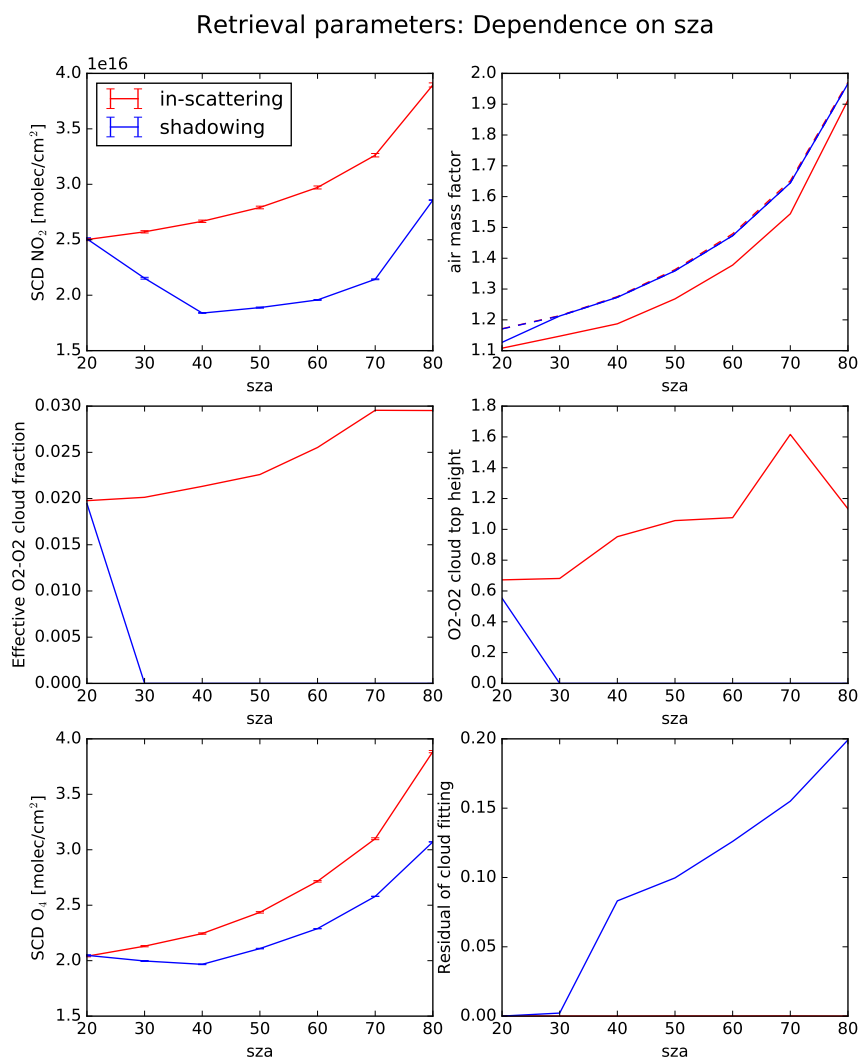 Retrieval parameters: Dependence on sza
1e16
4.0
3.5
3.0
2.5
2.0
1.5
SCD NO2 [molec/cm2]
in-scattering
shadowing
20 30 40 50 60 70 80
sza
2.0
1.9
1.8
1.7
1.6
1.5
1.4
1.3
1.2
1.1
air mass factor
20 30 40 50 60 70 80
sza
0.030
0.025
0.020
0.015
0.010
0.005
0.000
Effective O2-O2 cloud fraction
20 30 40 50 60 70 80
sza
1.8
1.6
1.4
1.2
1.0
0.8
0.6
0.4
0.2
0.0
O2-O2 cloud top height
20 30 40 50 60 70 80
sza
4.0
3.5
3.0
2.5
2.0
1.5
SCD O4 [molec/cm2]
20 30 40 50 60 70 80
sza
0.20
0.15
0.10
0.05
0.00
Residual of cloud fitting
20 30 40 50 60 70 80
sza